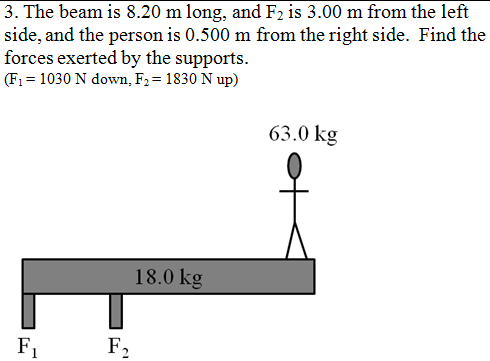 3. The beam is 8.20 m long, and F₂ is 3.00 m from the left
side, and the person is 0.500 m from the right side.  Find the
forces exerted by the supports.
(F₁ = 1030 N down, F₂ = 1830 N up)
63.0 kg
18.0 kg
F₁ F₂